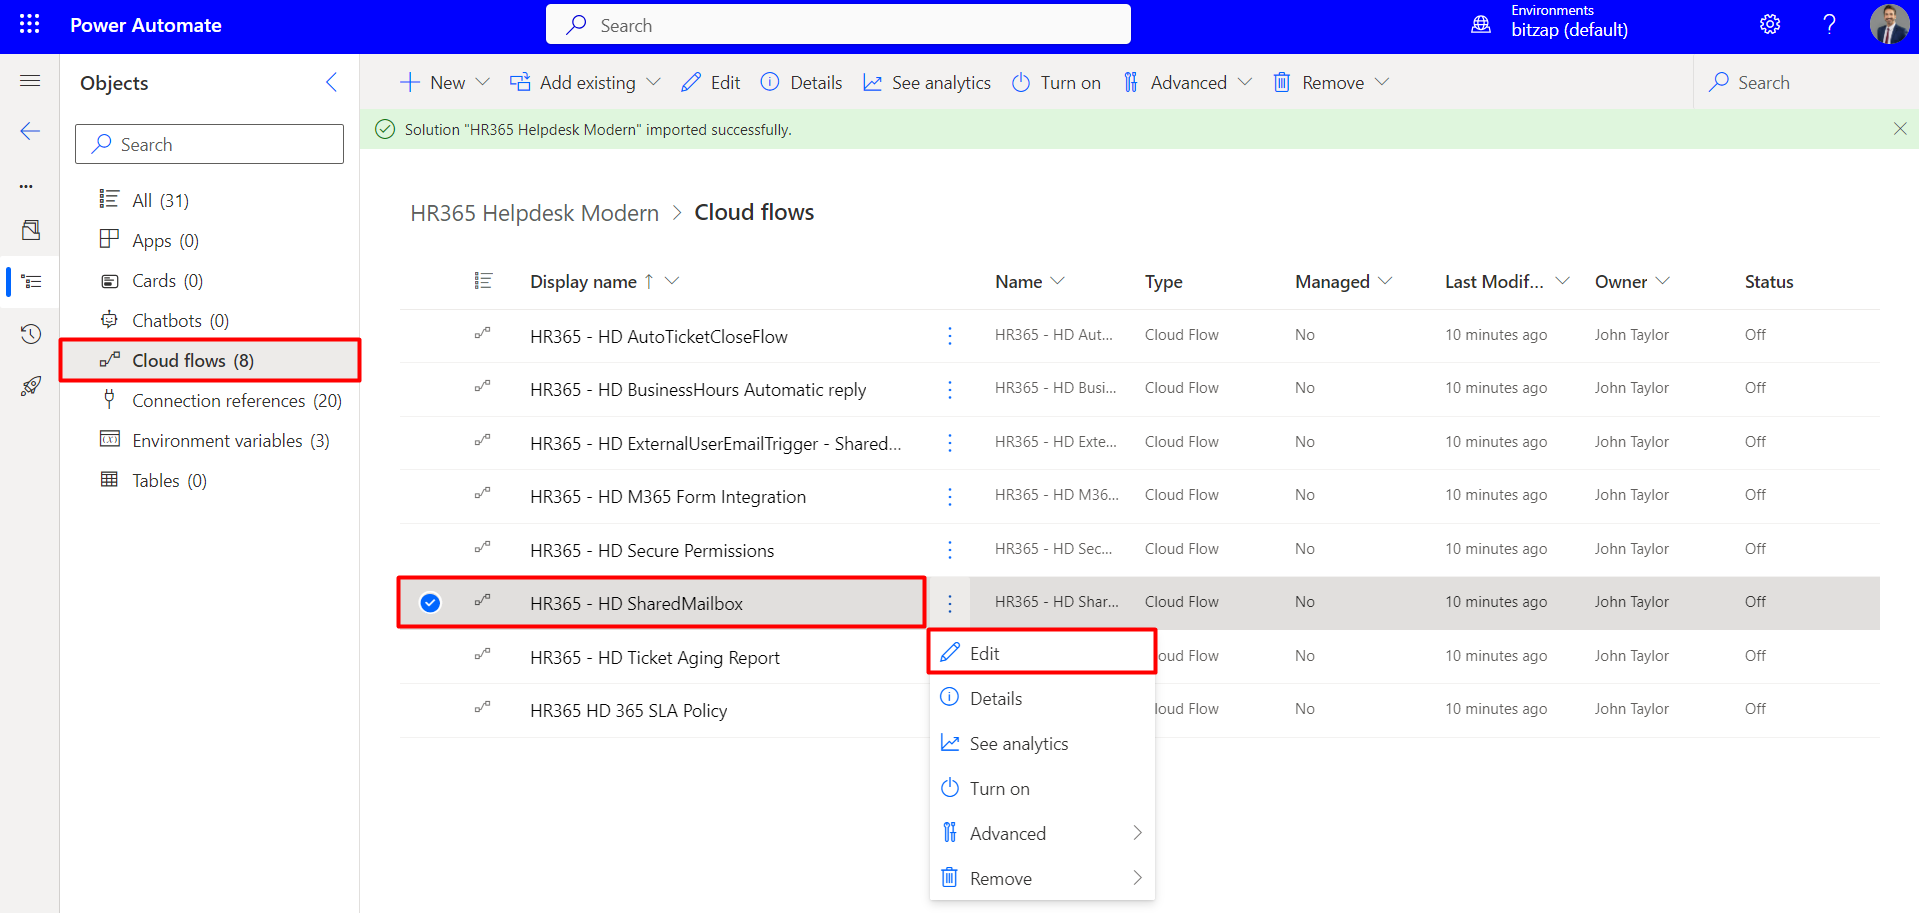 Power Automate
Search
Environments
bitzap (default)
?
Objects
New
Add existing
Edit
Details
See analytics
Turn on
Advanced
Remove
Search
Solution "HR365 Helpdesk Modern" imported successfully.
Search
All (31)
Apps (0)
Cards (0)
Chatbots (0)
Cloud flows (8)
Connection references (20)
Environment variables (3)
Tables (0)
HR365 Helpdesk Modern > Cloud flows
Display name ↑ Name Type Managed Last Modif... Owner Status
HR365 - HD AutoTicketCloseFlow HR365 - HD Aut... Cloud Flow No 10 minutes ago John Taylor Off
HR365 - HD BusinessHours Automatic reply HR365 - HD Busi... Cloud Flow No 10 minutes ago John Taylor Off
HR365 - HD ExternalUserEmailTrigger - Shared... HR365 - HD Exte... Cloud Flow No 10 minutes ago John Taylor Off
HR365 - HD M365 Form Integration HR365 - HD M36... Cloud Flow No 10 minutes ago John Taylor Off
HR365 - HD Secure Permissions HR365 - HD Sec... Cloud Flow No 10 minutes ago John Taylor Off
HR365 - HD SharedMailbox HR365 - HD Shar... Cloud Flow No 10 minutes ago John Taylor Off
HR365 - HD Ticket Aging Report oud Flow No 10 minutes ago John Taylor Off
HR365 HD 365 SLA Policy loud Flow No 10 minutes ago John Taylor Off
Edit
Details
See analytics
Turn on
Advanced
Remove